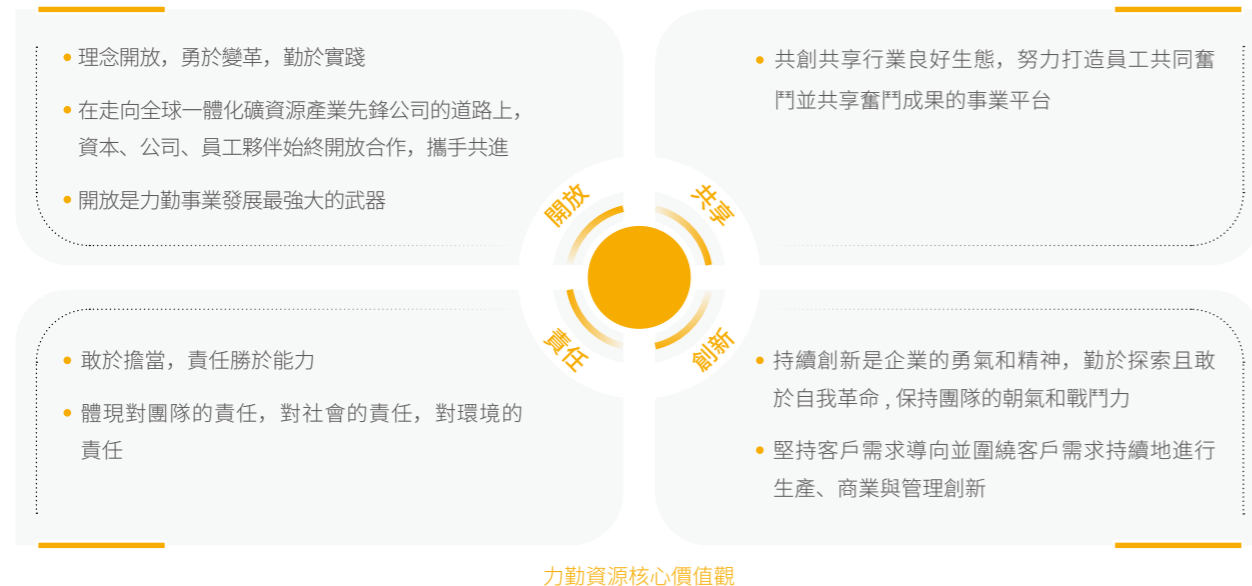 理念開放，勇於變革，勤於實踐
在走向全球一體化礦資源產業先鋒公司的道路上，
資本、公司、員工夥伴始終開放合作，攜手共進
開放是力勤事業發展最強大的武器
開放
共創共享行業良好生態，努力打造員工共同奮
鬥並共享奮鬥成果的事業平台
共享
敢於擔當，責任勝於能力
體現對團隊的責任，對社會的責任，對環境的
責任
責任
持續創新是企業的勇氣和精神，勤於探索且敢
於自我革命 , 保持團隊的朝氣和戰鬥力
堅持客戶需求導向並圍繞客戶需求持續地進行
生產、商業與管理創新
創新
力勤資源核心價值觀